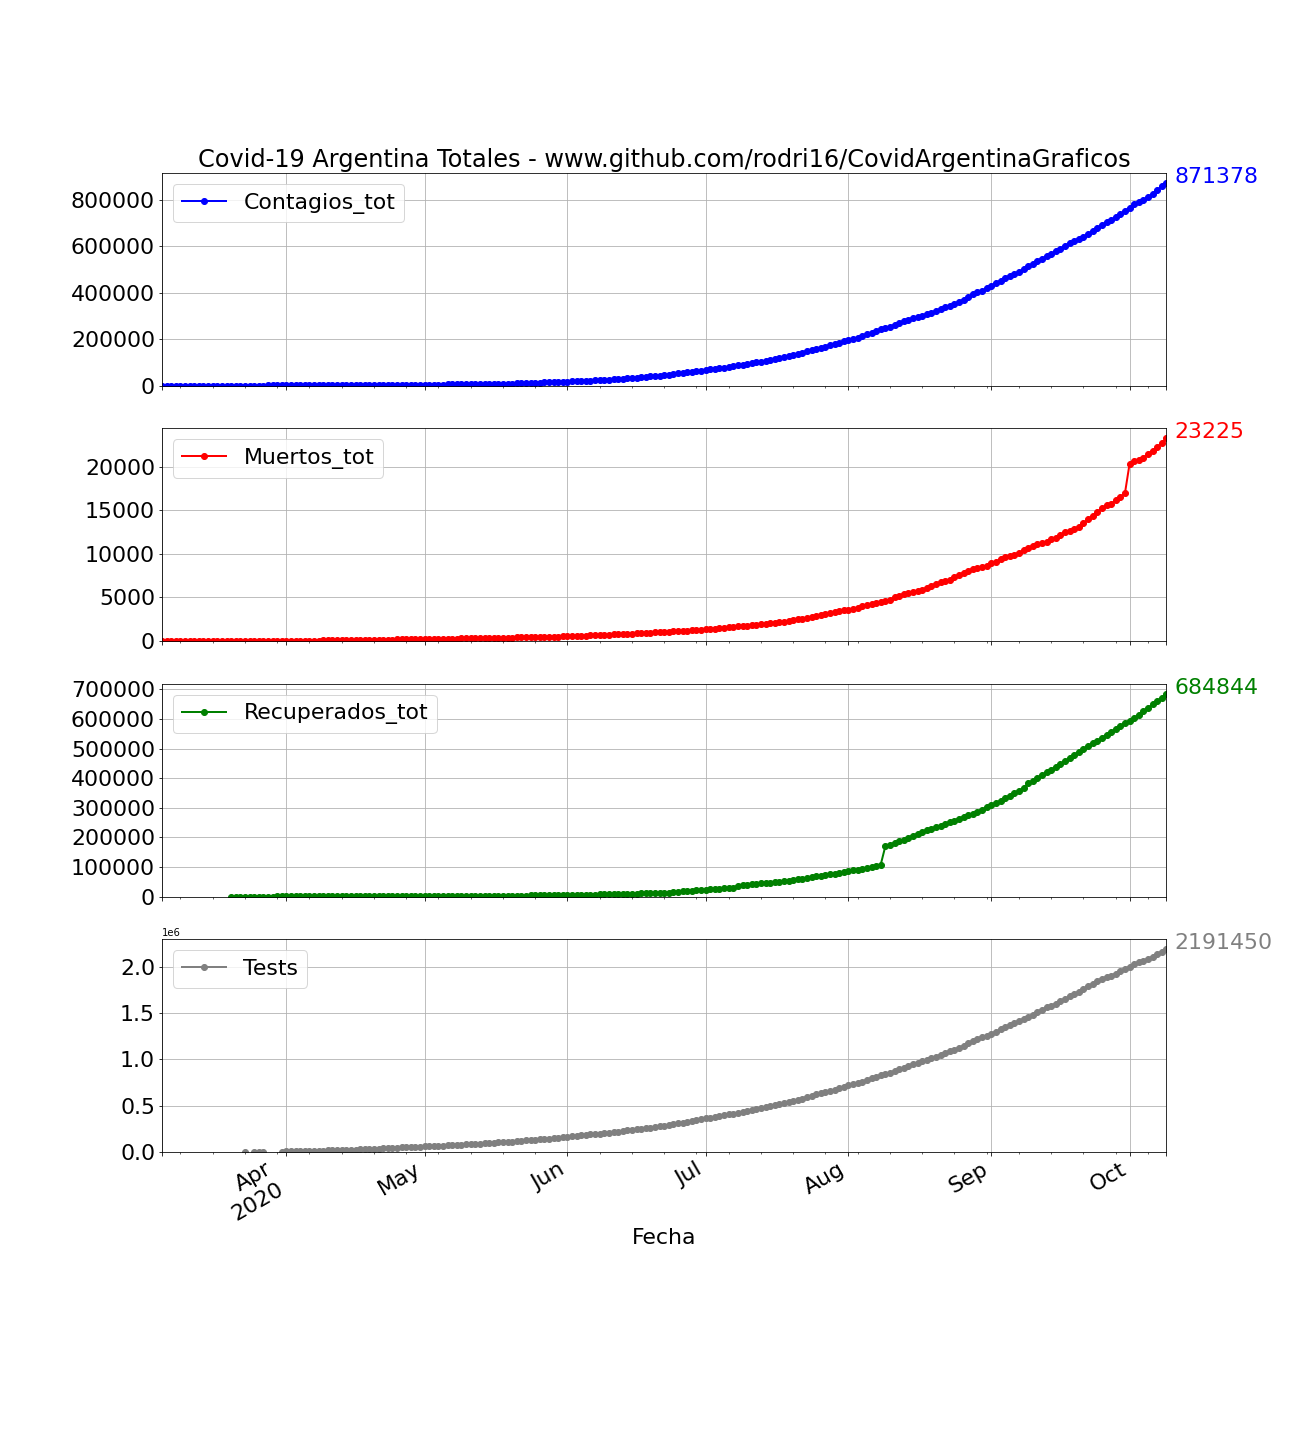 Covid-19 Argentina Totales - www.github.com/rodri16/CovidArgentinaGraficos
871378
Contagios_tot
800000
600000
400000
200000
0
23225
Muertos_tot
20000
15000
10000
5000
0
684844
Recuperados_tot
700000
600000
500000
400000
300000
200000
100000
0
1e6
2191450
Tests
2.0
1.5
1.0
0.5
0.0
Apr
2020
May
Jun
Jul
Aug
Sep
Oct
Fecha